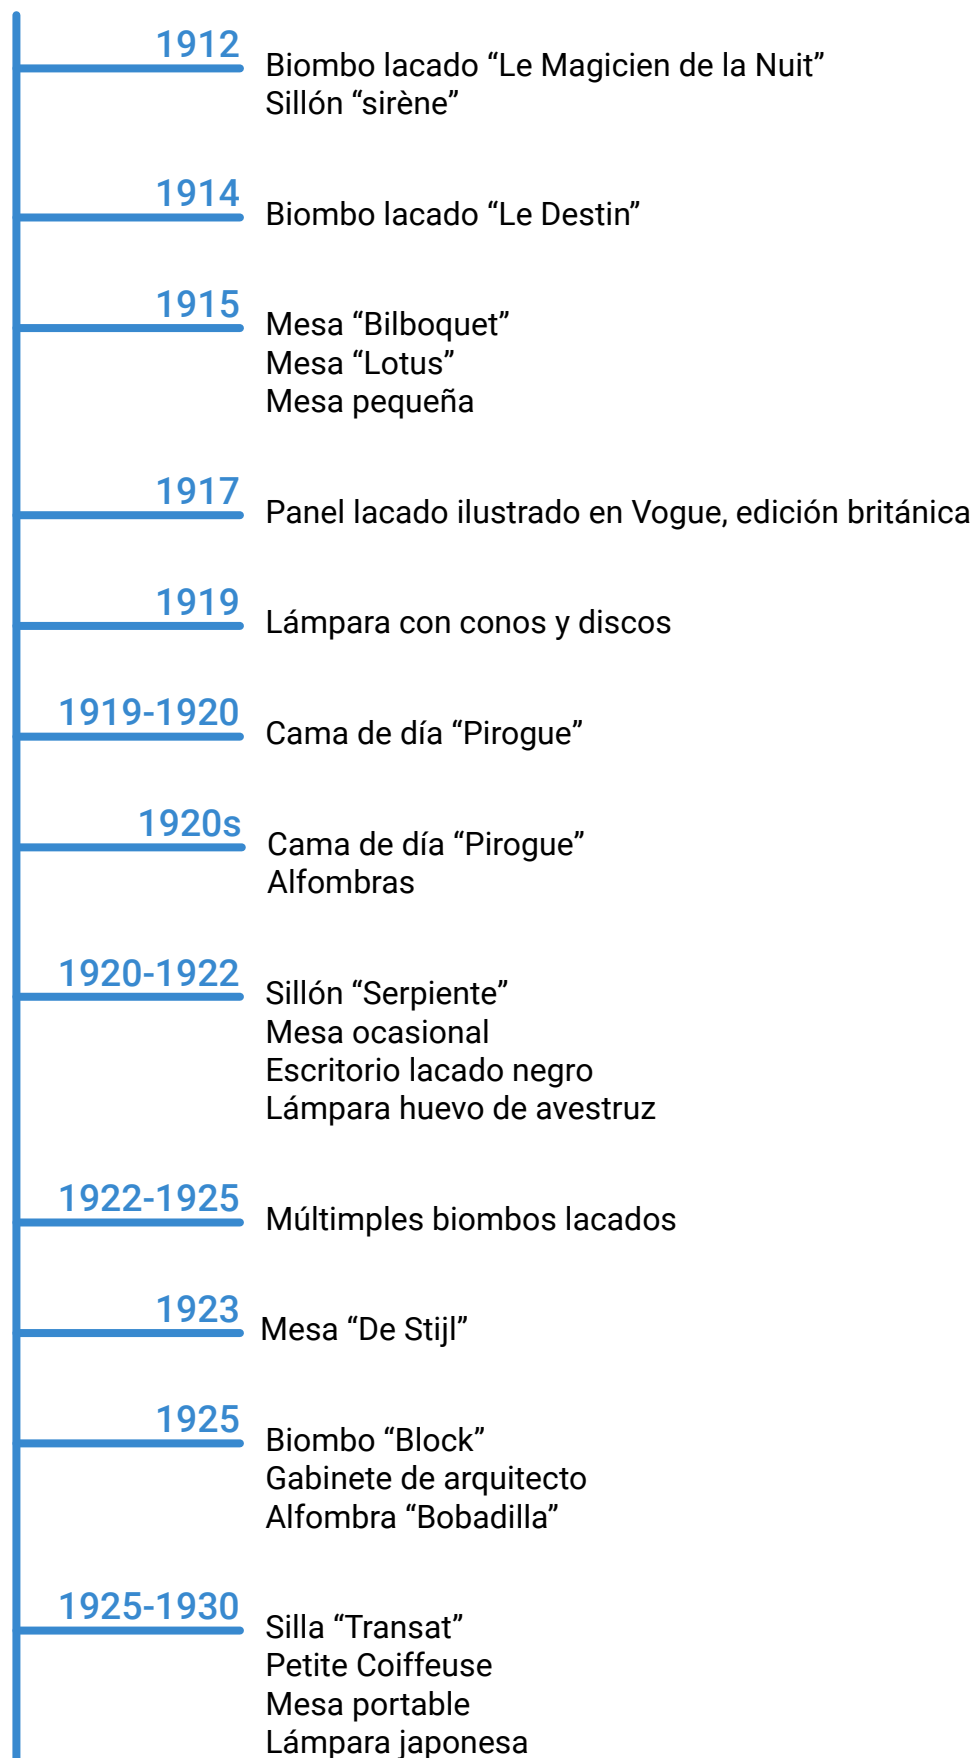 1912
Biombo lacado “Le Magicien de la Nuit”
Sillón “sirène”
1914
Biombo lacado “Le Destin”
1915
Mesa “Bilboquet”
Mesa “Lotus”
Mesa pequeña
1917
Panel lacado ilustrado en Vogue, edición británica
1919
Lámpara con conos y discos
1919-1920
Cama de día “Pirogue”
1920s
Cama de día “Pirogue”
Alfombras
1920-1922
Sillón “Serpiente”
Mesa ocasional
Escritorio lacado negro
Lámpara huevo de avestruz
1922-1925
Múltimples biombos lacados
1923
Mesa “De Stijl”
1925
Biombo “Block”
Gabinete de arquitecto
Alfombra “Bobadilla”
1925-1930
Silla “Transat”
Petite Coiffeuse
Mesa portable
Lámpara japonesa